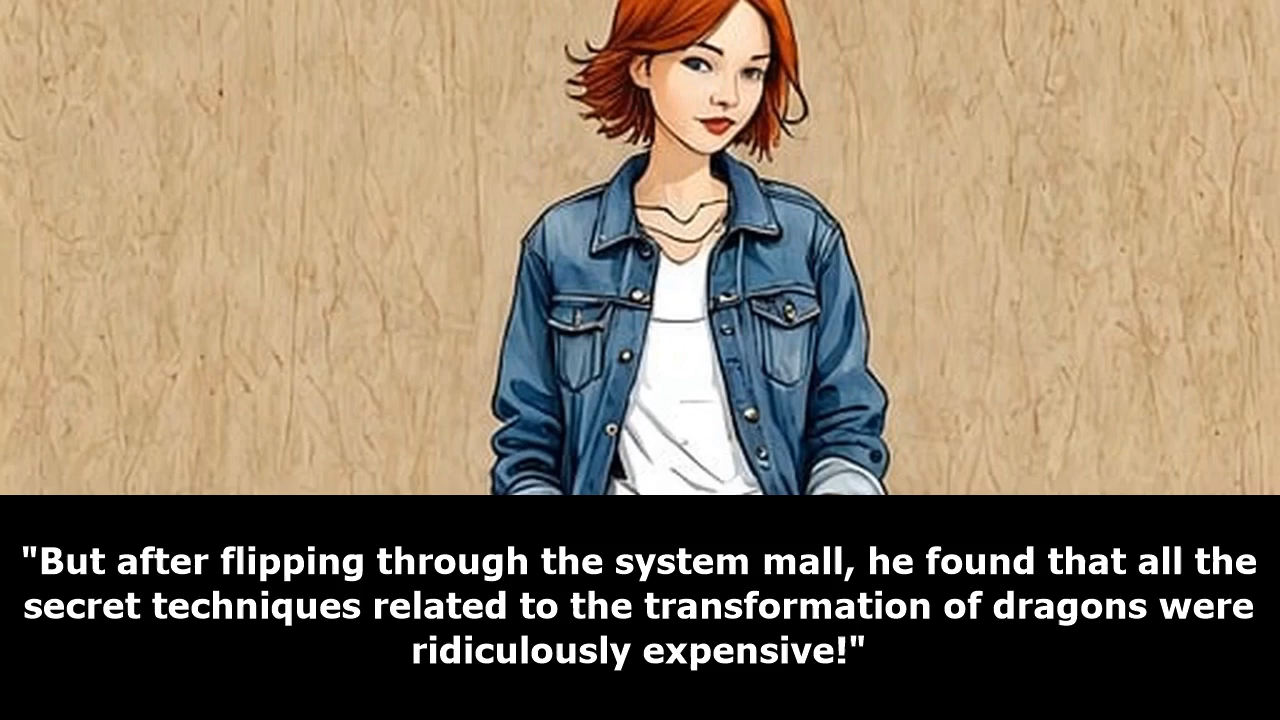 "But after flipping through the system mall, he found that all the
secret techniques related to the transformation of dragons were
ridiculously expensive!"